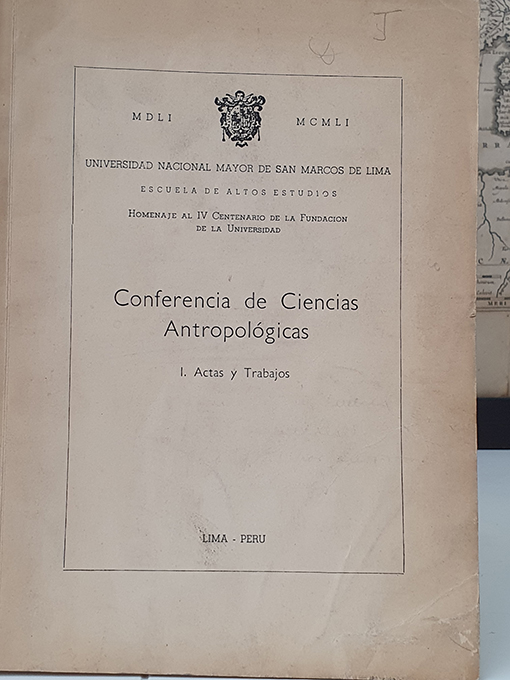 MDLI MCMLI
UNIVERSIDAD NACIONAL MAYOR DE SAN MARCOS DE LIMA
ESCUELA DE ALTOS ESTUDIOS
HOMENAJE AL IV CENTENARIO DE LA FUNDACION
DE LA UNIVERSIDAD
Conferencia de Ciencias
Antropológicas
I. Actas y Trabajos
LIMA - PERU